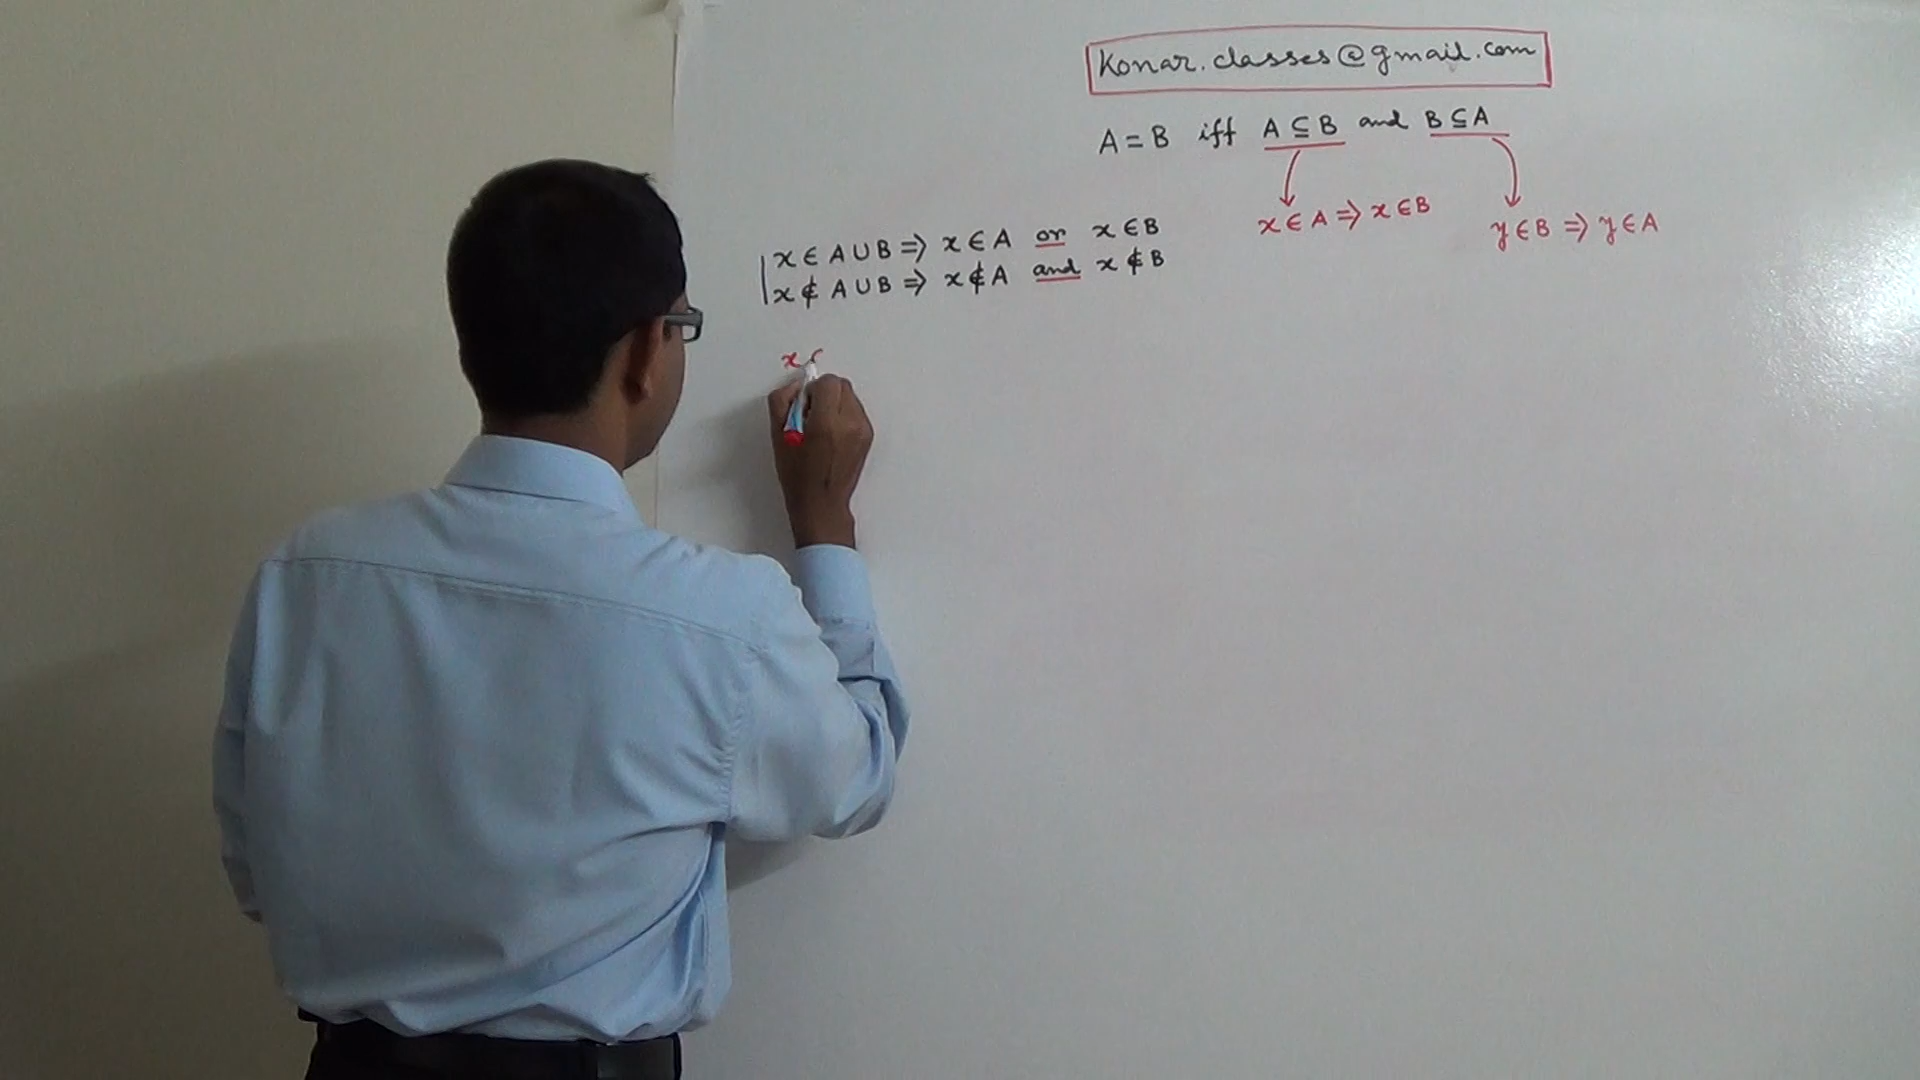 Konar.classes@gmail.com
A = B iff A ⊆ B and B ⊆ A
x ∈ A ⇒ x ∈ B
y ∈ B ⇒ y ∈ A
x ∈ A ∪ B ⇒ x ∈ A or x ∈ B
x ∉ A ∪ B ⇒ x ∉ A and x ∉ B
x